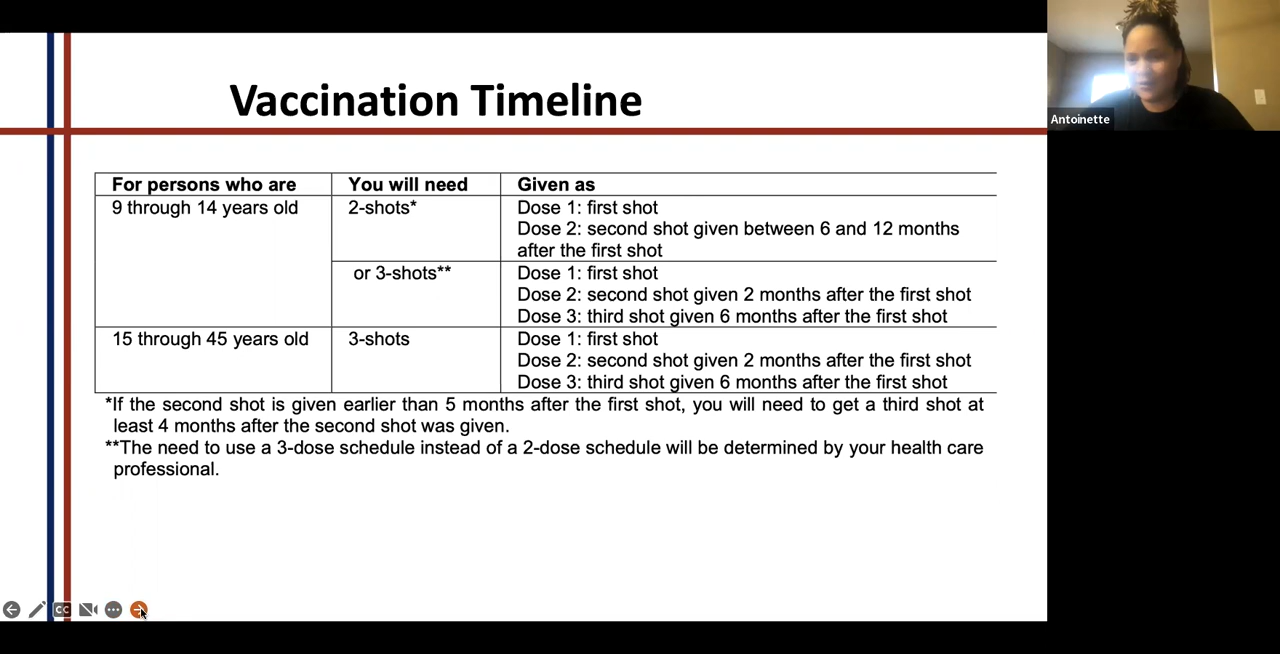 Vaccination Timeline
Antoinette
For persons who are You will need Given as
9 through 14 years old 2-shots* Dose 1: first shot
Dose 2: second shot given between 6 and 12 months
after the first shot
or 3-shots** Dose 1: first shot
Dose 2: second shot given 2 months after the first shot
Dose 3: third shot given 6 months after the first shot
15 through 45 years old 3-shots Dose 1: first shot
Dose 2: second shot given 2 months after the first shot
Dose 3: third shot given 6 months after the first shot
*If the second shot is given earlier than 5 months after the first shot, you will need to get a third shot at
least 4 months after the second shot was given.
**The need to use a 3-dose schedule instead of a 2-dose schedule will be determined by your health care
professional.
CC